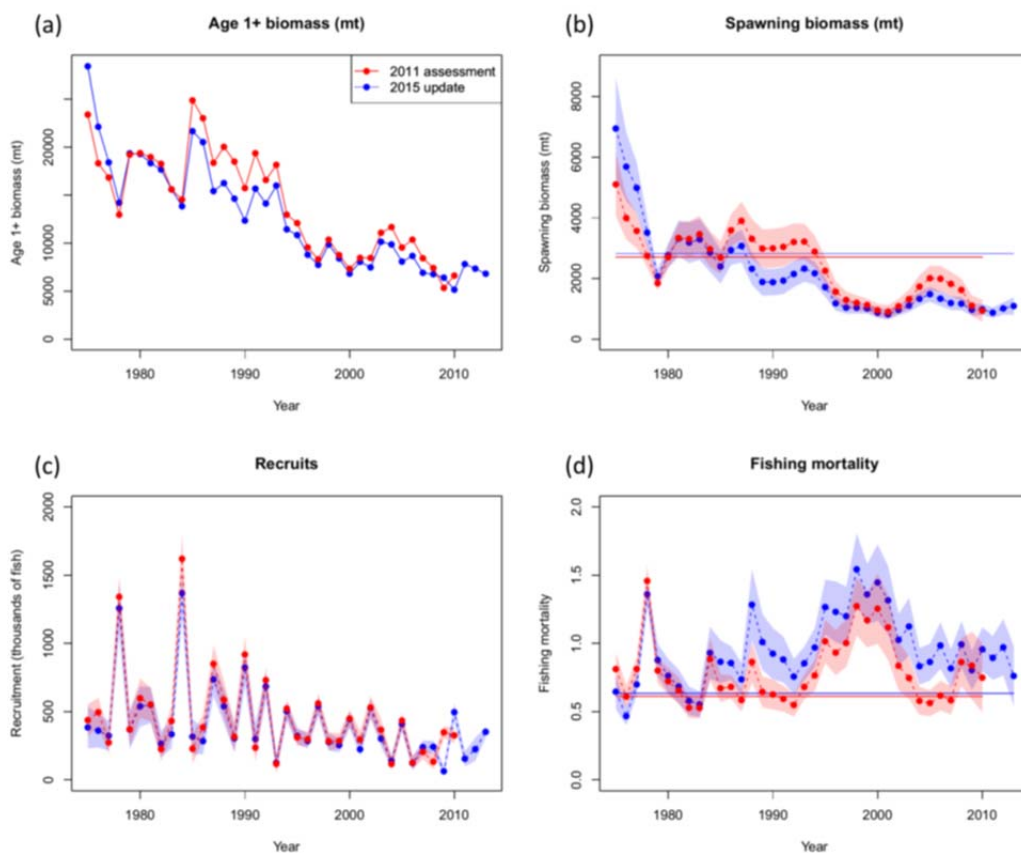 (a)
Age 1+ biomass (mt)
2011 assessment
2015 update
Age 1+ biomass (mt)
0
5000
10000
20000
1980
1990
2000
2010
Year
(b)
Spawning biomass (mt)
Spawning biomass (mt)
0
2000
4000
6000
8000
1980
1990
2000
2010
Year
(c)
Recruits
Recruitment (thousands of fish)
0
500
1000
1500
2000
1980
1990
2000
2010
Year
(d)
Fishing mortality
Fishing mortality
0.0
0.5
1.0
1.5
2.0
1980
1990
2000
2010
Year